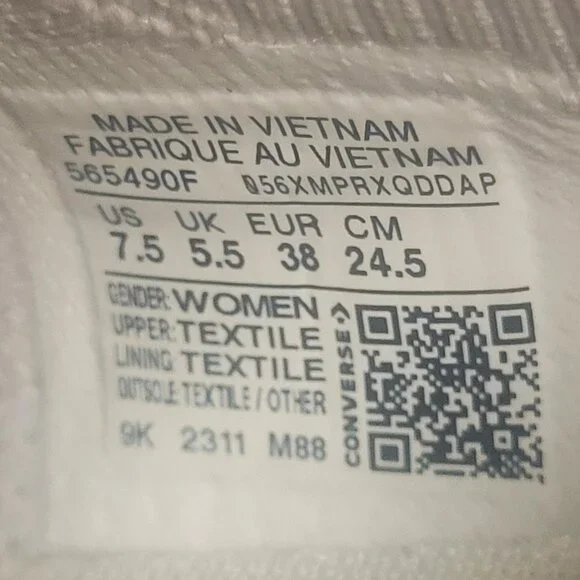 MADE IN VIETNAM
FABRIQUE AU VIETNAM
565490F 056XMPRXQDDAP
US UK EUR CM
7.5 5.5 38 24.5
GENDER: WOMEN
UPPER: TEXTILE
LINING TEXTILE
OUTSOLE TEXTILE / OTHER
9K 2311 M88
CONVERSE